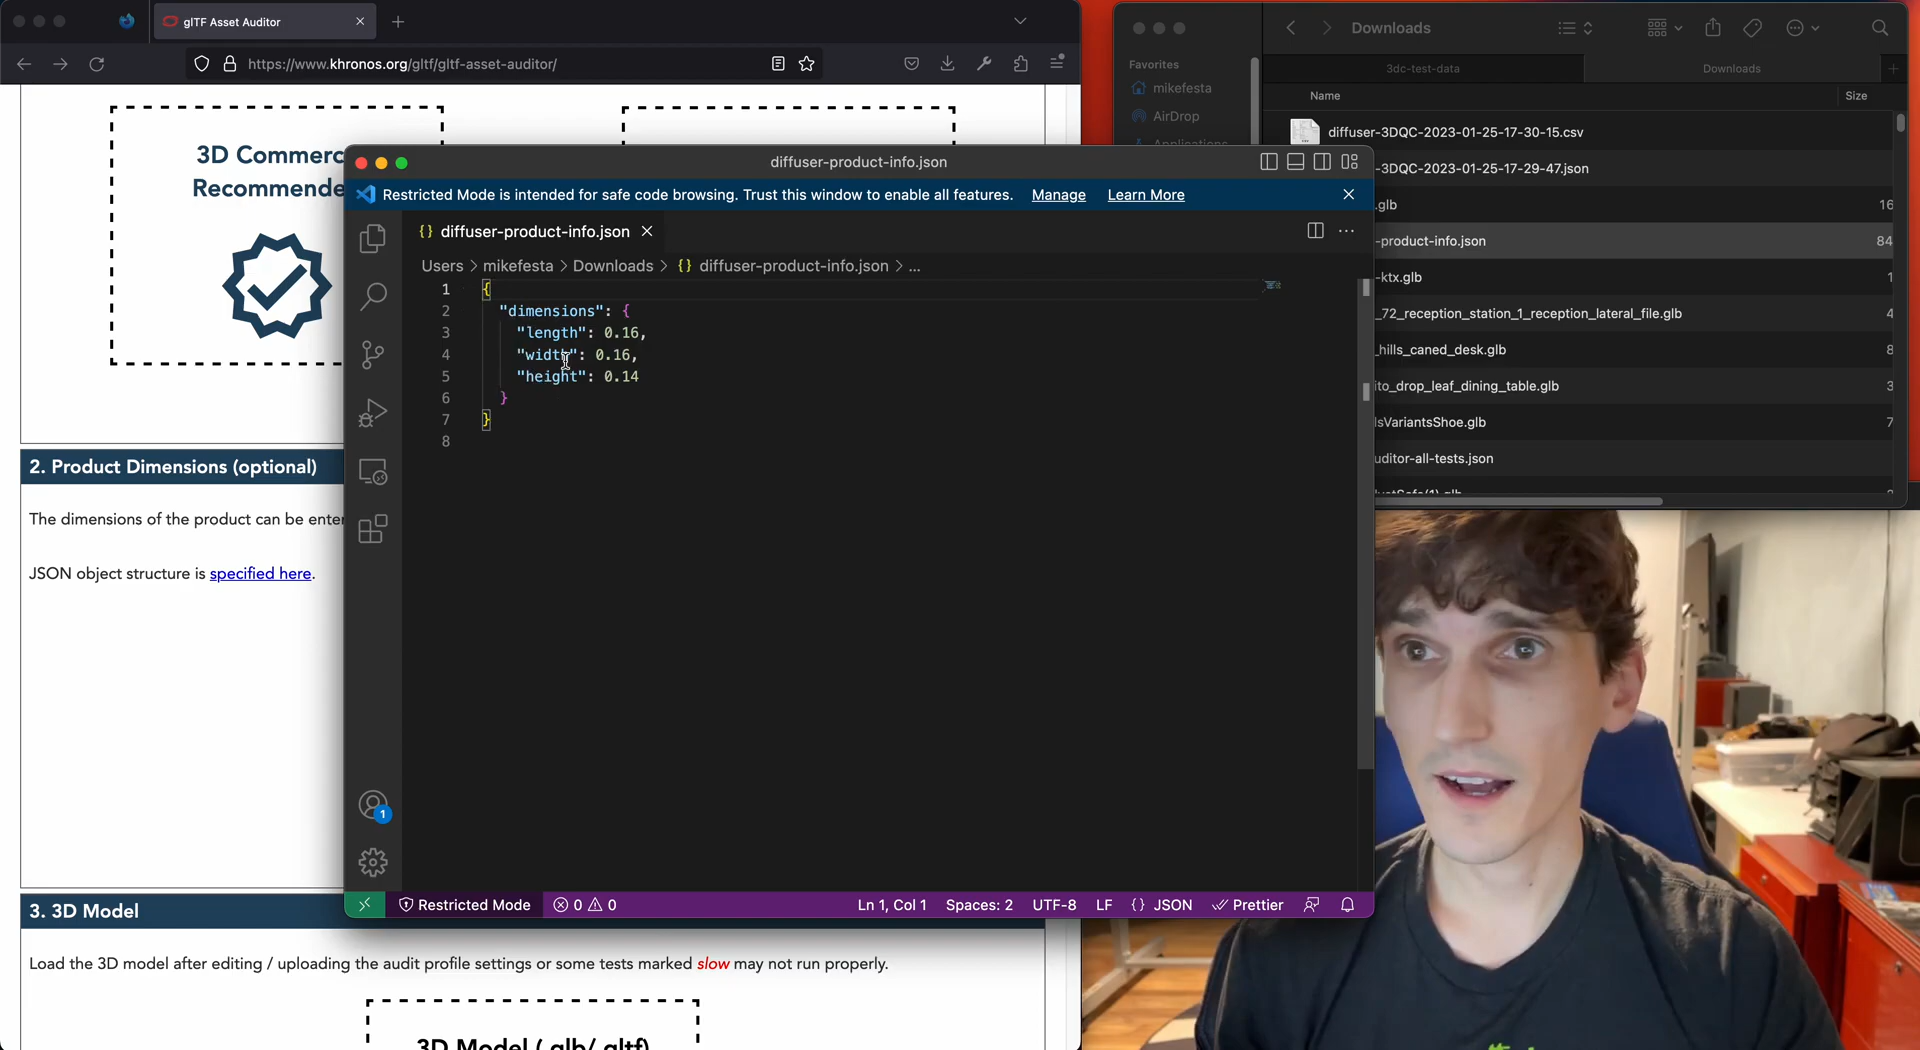 glTF Asset Auditor
https://www.khronos.org/gltf/gltf-asset-auditor/
3D Commerc
Recommende
2. Product Dimensions (optional)
The dimensions of the product can be enter
JSON object structure is specified here.
3. 3D Model
Load the 3D model after editing / uploading the audit profile settings or some tests marked slow may not run properly.
3D Model (.glb/.gltf)
diffuser-product-info.json
Restricted Mode is intended for safe code browsing. Trust this window to enable all features. Manage Learn More
{} diffuser-product-info.json
Users > mikefesta > Downloads > {} diffuser-product-info.json > ...
1 {
2 "dimensions": {
3 "length": 0.16,
4 "width": 0.16,
5 "height": 0.14
6 }
7 }
8
1
Restricted Mode 0 0 Ln 1, Col 1 Spaces: 2 UTF-8 LF {} JSON Prettier
Downloads
Favorites
mikefesta
AirDrop
Applications
3dc-test-data Downloads
Name Size
diffuser-3DQC-2023-01-25-17-30-15.csv
-3DQC-2023-01-25-17-29-47.json
.glb 16
-product-info.json 84
-ktx.glb 1
_72_reception_station_1_reception_lateral_file.glb 4
_hills_caned_desk.glb 8
ito_drop_leaf_dining_table.glb 3
lsVariantsShoe.glb 7
uditor-all-tests.json